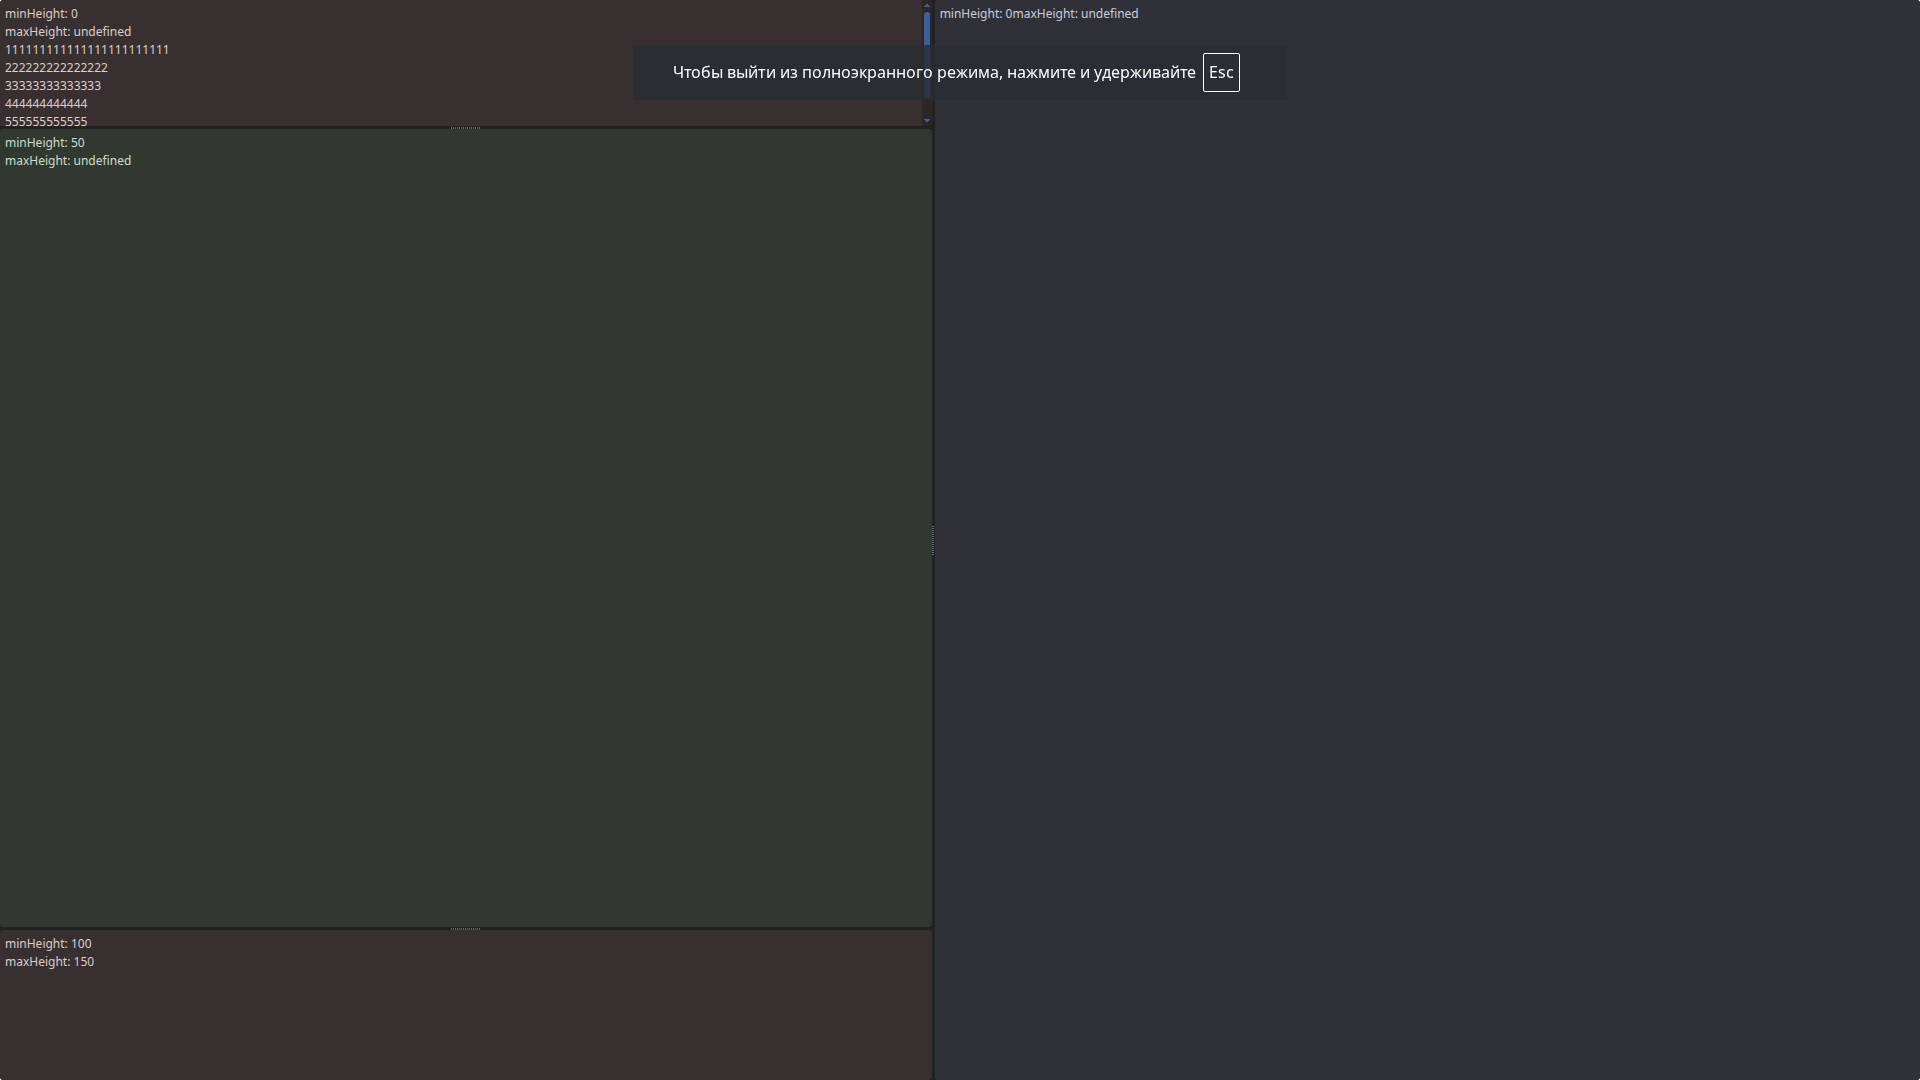 minHeight: 0
maxHeight: undefined
111111111111111111111111
222222222222222
33333333333333
444444444444
555555555555
minHeight: 50
maxHeight: undefined
minHeight: 100
maxHeight: 150
minHeight: 0maxHeight: undefined
Чтобы выйти из полноэкранного режима, нажмите и удерживайте Esc